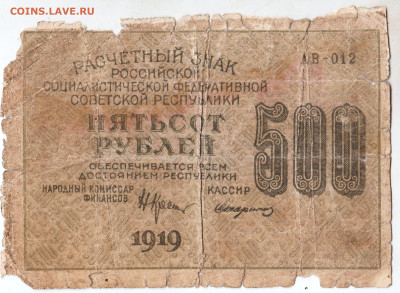 COINS.LAVE.RU
РАСЧЕТНЫЙ ЗНАК
АВ-012
РОССИЙСКОЙ
СОЦИАЛИСТИЧЕСКОЙ ФЕДЕРАТИВНОЙ
СОВЕТСКОЙ РЕСПУБЛИКИ
ПЯТЬСОТ
РУБЛЕЙ
500
ОБЕСПЕЧИВАЕТСЯ ВСЕМ
ДОСТОЯНИЕМ РЕСПУБЛИКИ
НАРОДНЫЙ КОМИССАР
ФИНАНСОВ
КАССИР
1919